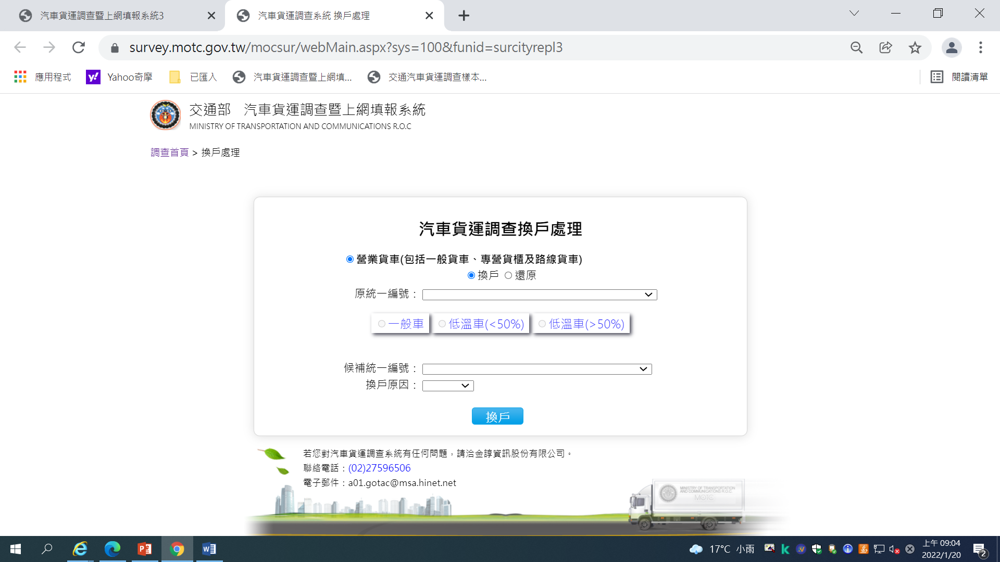 汽車貨運調查暨上網填報系統3
汽車貨運調查系統 換戶處理
survey.motc.gov.tw/mocsur/webMain.aspx?sys=100&funid=surcityrepl3
應用程式
Yahoo奇摩
已匯入
汽車貨運調查暨上網填...
交通汽車貨運調查樣本...
閱讀清單
交通部 汽車貨運調查暨上網填報系統
MINISTRY OF TRANSPORTATION AND COMMUNICATIONS R.O.C
調查首頁 > 換戶處理
汽車貨運調查換戶處理
營業貨車(包括一般貨車、專營貨櫃及路線貨車)
換戶 還原
原統一編號：
一般車 低溫車(<50%) 低溫車(>50%)
候補統一編號：
換戶原因：
換戶
若您對汽車貨運調查系統有任何問題，請洽金諄資訊股份有限公司。
聯絡電話：(02)27596506
電子郵件：a01.gotac@msa.hinet.net
MINISTRY OF TRANSPORTATION
AND COMMUNICATIONS R.O.C.
MOTC
17°C 小雨
上午 09:04
2022/1/20
2